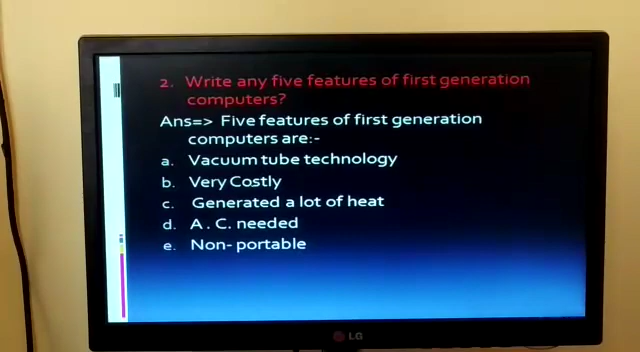 2. Write any five features of first generation
computers?
Ans=> Five features of first generation
computers are:-
a. Vacuum tube technology
b. Very Costly
c. Generated a lot of heat
d. A . C. needed
e. Non- portable
LG